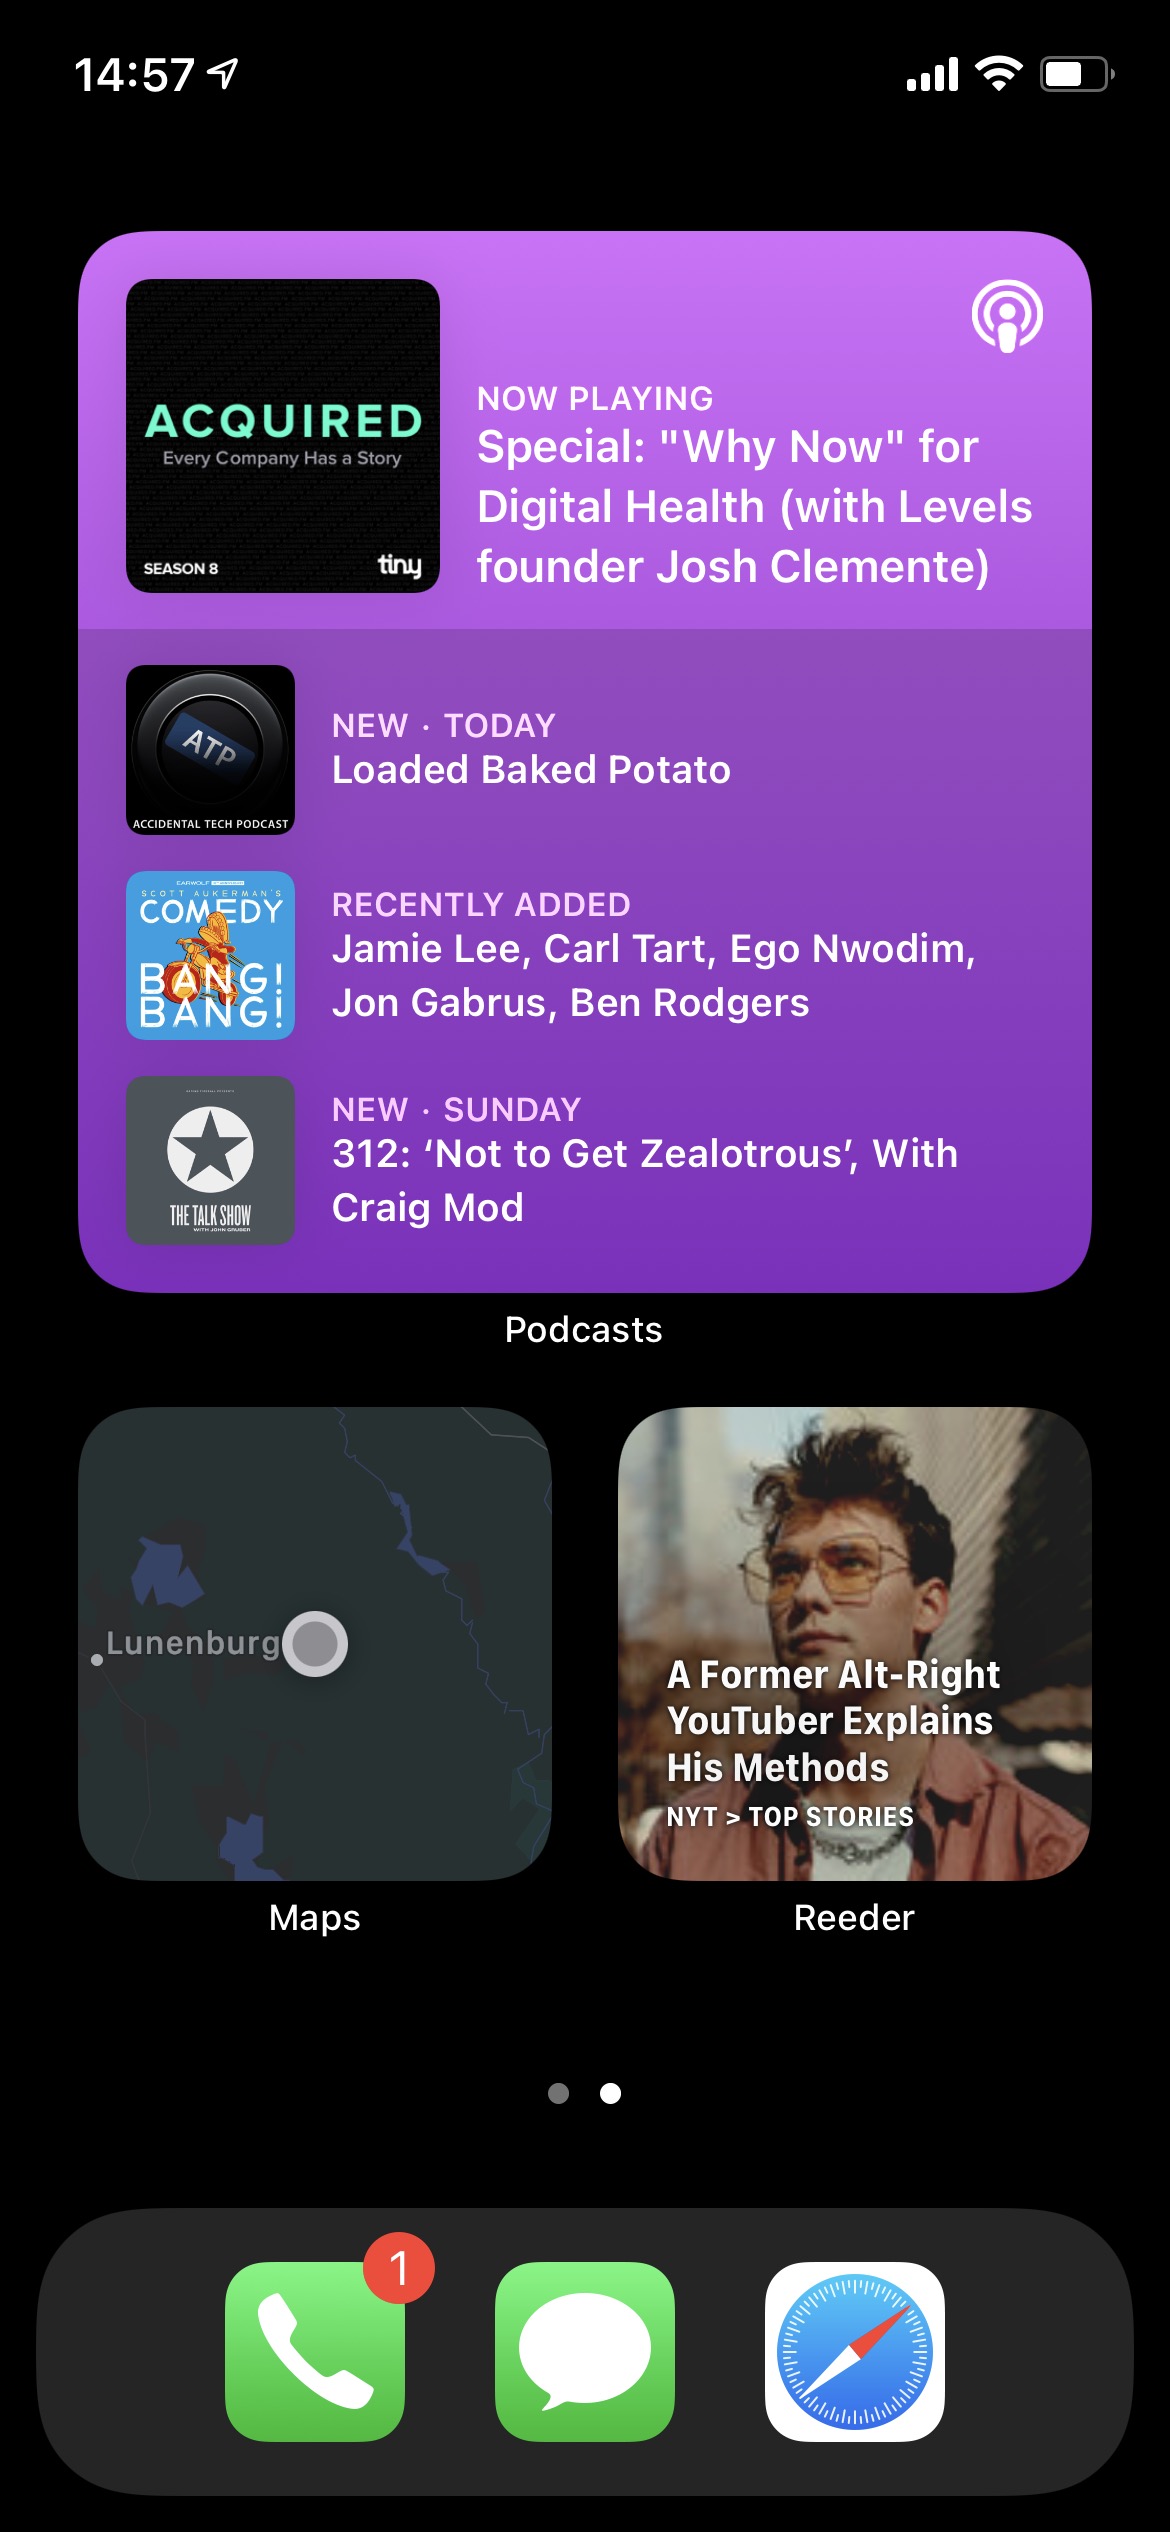 14:57
ACQUIRED
Every Company Has a Story
SEASON 8
tiny
NOW PLAYING
Special: "Why Now" for
Digital Health (with Levels
founder Josh Clemente)
ATP
ACCIDENTAL TECH PODCAST
NEW · TODAY
Loaded Baked Potato
EARWOLF
SCOTT AUKERMAN'S
COMEDY
BANG!
BANG!
RECENTLY ADDED
Jamie Lee, Carl Tart, Ego Nwodim,
Jon Gabrus, Ben Rodgers
THE TALK SHOW
WITH JOHN GRUBER
NEW · SUNDAY
312: ‘Not to Get Zealotrous’, With
Craig Mod
Podcasts
Lunenburg
A Former Alt-Right
YouTuber Explains
His Methods
NYT > TOP STORIES
Maps
Reeder
1